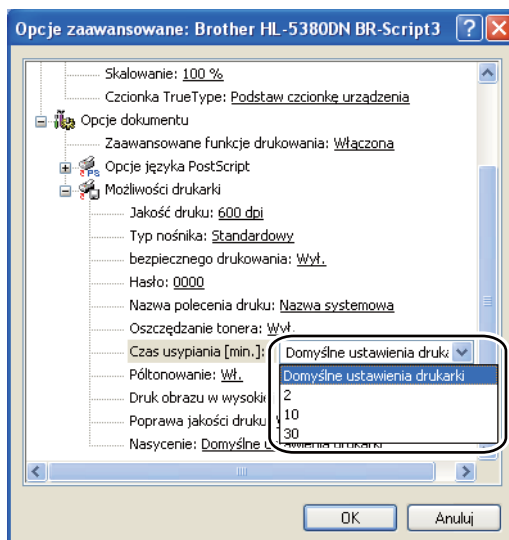 Opcje zaawansowane: Brother HL-5380DN BR-Script3
Skalowanie: 100 %
Czcionka TrueType: Podstaw czcionkę urządzenia
Opcje dokumentu
Zaawansowane funkcje drukowania: Włączona
Opcje języka PostScript
Możliwości drukarki
Jakość druku: 600 dpi
Typ nośnika: Standardowy
bezpiecznego drukowania: Wył.
Hasło: 0000
Nazwa polecenia druku: Nazwa systemowa
Oszczędzanie tonera: Wył.
Czas usypiania [min.]: Domyślne ustawienia druka
Półtonowanie: Wł.
Domyślne ustawienia drukarki
2
10
30
Druk obrazu w wysokie
Poprawa jakości druku
Nasycenie: Domyślne ustawienia drukarki
OK Anuluj